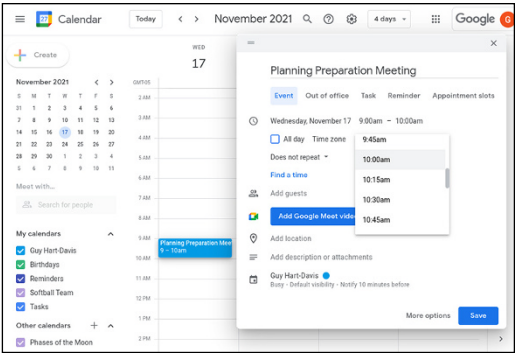 27 Calendar Today < > November 2021 4 days Google G
Create
WED
17
November 2021 < >
S M T W T F S
31 1 2 3 4 5 6
7 8 9 10 11 12 13
14 15 16 17 18 19 20
21 22 23 24 25 26 27
28 29 30 1 2 3 4
5 6 7 8 9 10 11
Meet with...
Search for people
My calendars
Guy Hart-Davis
Birthdays
Reminders
Softball Team
Tasks
Other calendars
Phases of the Moon
GMT-05
2 AM
3 AM
4 AM
5 AM
6 AM
7 AM
8 AM
9 AM
10 AM
11 AM
12 PM
1 PM
2 PM
Planning Preparation Mee
9 – 10am
Planning Preparation Meeting
Event Out of office Task Reminder Appointment slots
Wednesday, November 17 9:00am – 10:00am
All day Time zone
Does not repeat
Find a time
Add guests
Add Google Meet vide
Add location
Add description or attachments
Guy Hart-Davis
Busy · Default visibility · Notify 10 minutes before
9:45am
10:00am
10:15am
10:30am
10:45am
More options Save